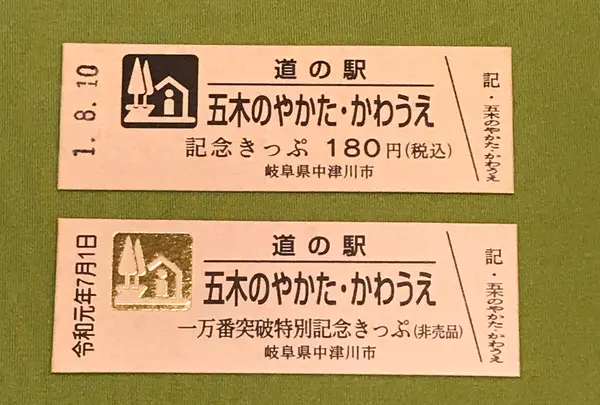 1.8.10
道の駅
五木のやかた・かわうえ
記念きっぷ 180円(税込)
岐阜県中津川市
記・五木のやかた・かわうえ
令和元年7月1日
道の駅
五木のやかた・かわうえ
一万番突破特別記念きっぷ(非売品)
岐阜県中津川市
記・五木のやかた・かわうえ